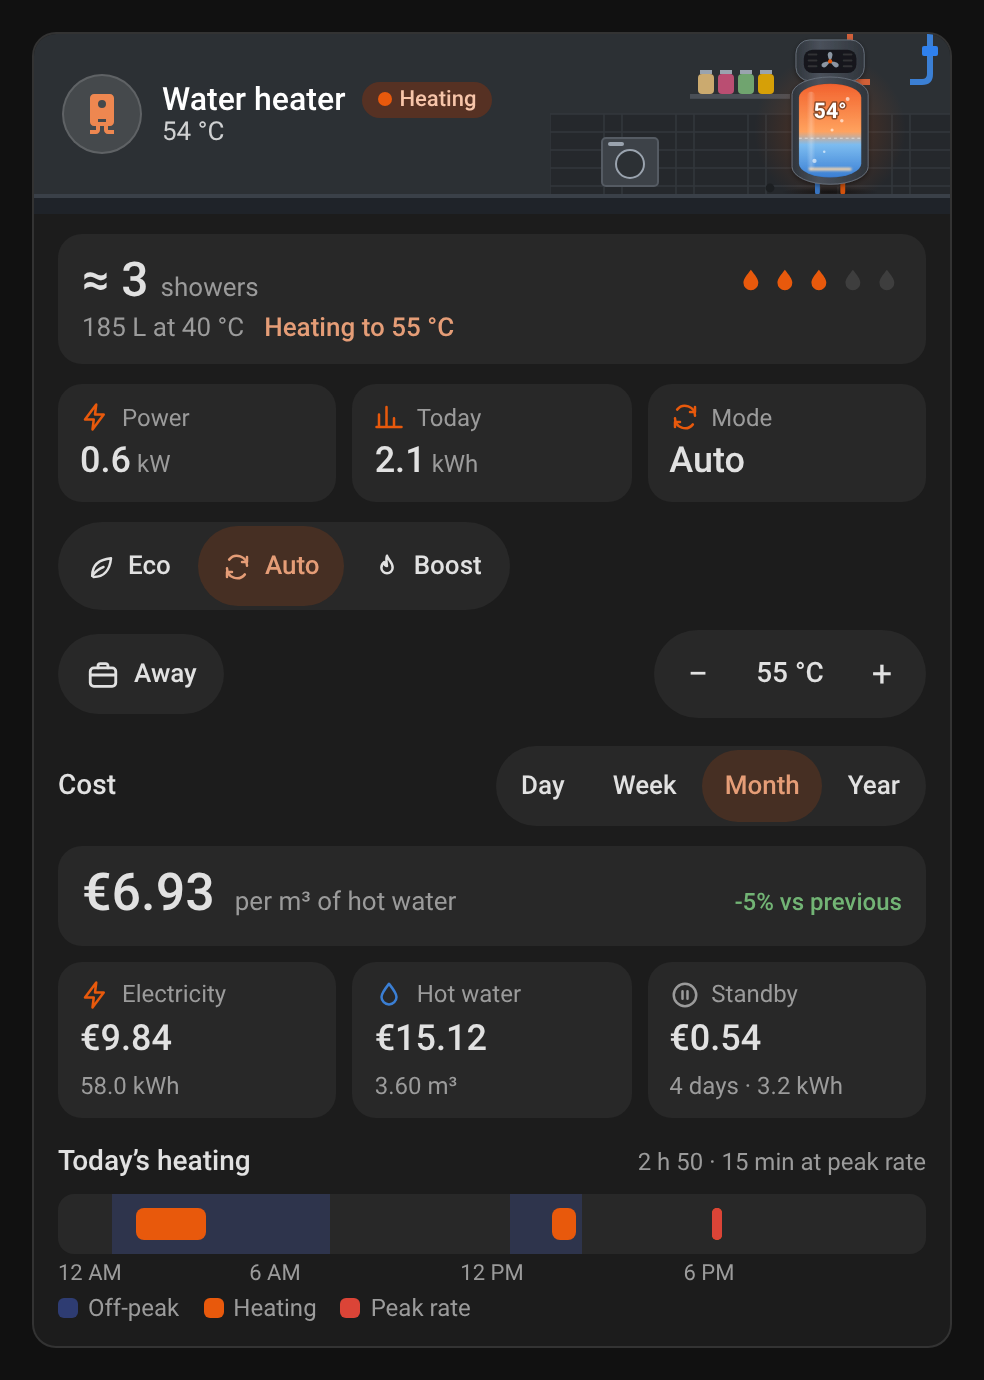 Water heater
Heating
54 °C
54°
≈ 3 showers
185 L at 40 °C Heating to 55 °C
Power
0.6 kW
Today
2.1 kWh
Mode
Auto
Eco
Auto
Boost
Away
− 55 °C +
Cost
Day
Week
Month
Year
€6.93 per m³ of hot water
-5% vs previous
Electricity
€9.84
58.0 kWh
Hot water
€15.12
3.60 m³
Standby
€0.54
4 days · 3.2 kWh
Today’s heating
2 h 50 · 15 min at peak rate
12 AM
6 AM
12 PM
6 PM
Off-peak
Heating
Peak rate